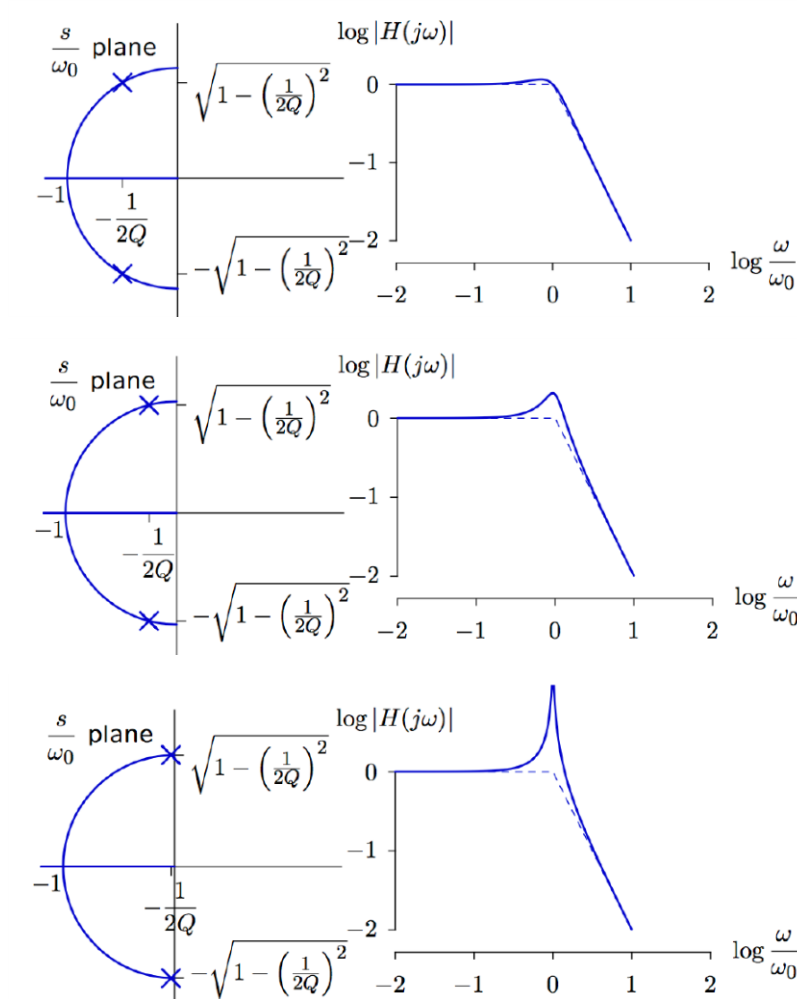 s/ω₀ plane
√(1 − (1/2Q)²)
−1
−1/2Q
−√(1 − (1/2Q)²)
log |H(jω)|
0
−1
−2
−2 −1 0 1 2
log ω/ω₀
s/ω₀ plane
√(1 − (1/2Q)²)
−1
−1/2Q
−√(1 − (1/2Q)²)
log |H(jω)|
0
−1
−2
−2 −1 0 1 2
log ω/ω₀
s/ω₀ plane
√(1 − (1/2Q)²)
−1
−1/2Q
−√(1 − (1/2Q)²)
log |H(jω)|
0
−1
−2
−2 −1 0 1 2
log ω/ω₀